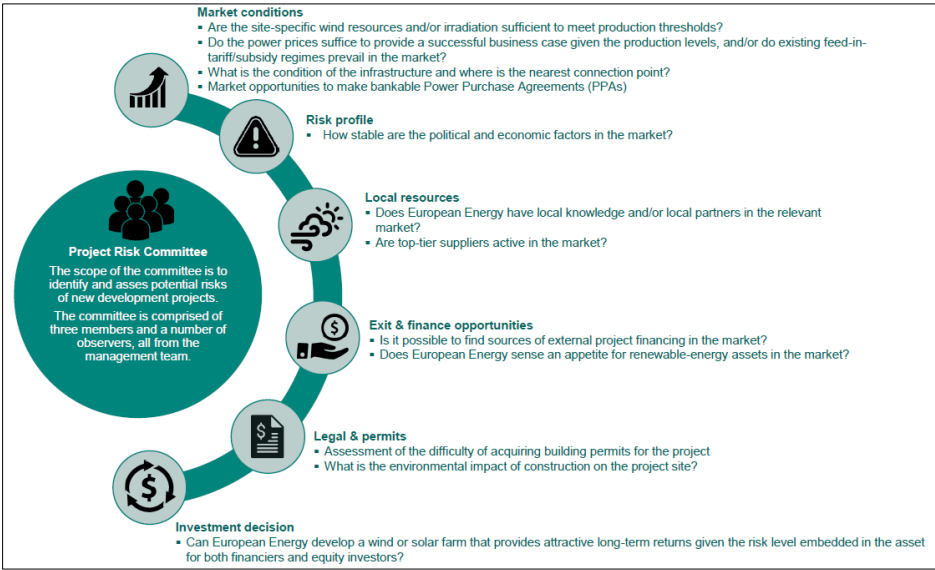 Market conditions
▪ Are the site-specific wind resources and/or irradiation sufficient to meet production thresholds?
▪ Do the power prices suffice to provide a successful business case given the production levels, and/or do existing feed-in-
tariff/subsidy regimes prevail in the market?
▪ What is the condition of the infrastructure and where is the nearest connection point?
▪ Market opportunities to make bankable Power Purchase Agreements (PPAs)
Risk profile
▪ How stable are the political and economic factors in the market?
Local resources
▪ Does European Energy have local knowledge and/or local partners in the relevant
market?
▪ Are top-tier suppliers active in the market?
Project Risk Committee
The scope of the committee is to
identify and asses potential risks
of new development projects.
The committee is comprised of
three members and a number of
observers, all from the
management team.
Exit & finance opportunities
▪ Is it possible to find sources of external project financing in the market?
▪ Does European Energy sense an appetite for renewable-energy assets in the market?
Legal & permits
▪ Assessment of the difficulty of acquiring building permits for the project
▪ What is the environmental impact of construction on the project site?
Investment decision
▪ Can European Energy develop a wind or solar farm that provides attractive long-term returns given the risk level embedded in the asset
for both financiers and equity investors?